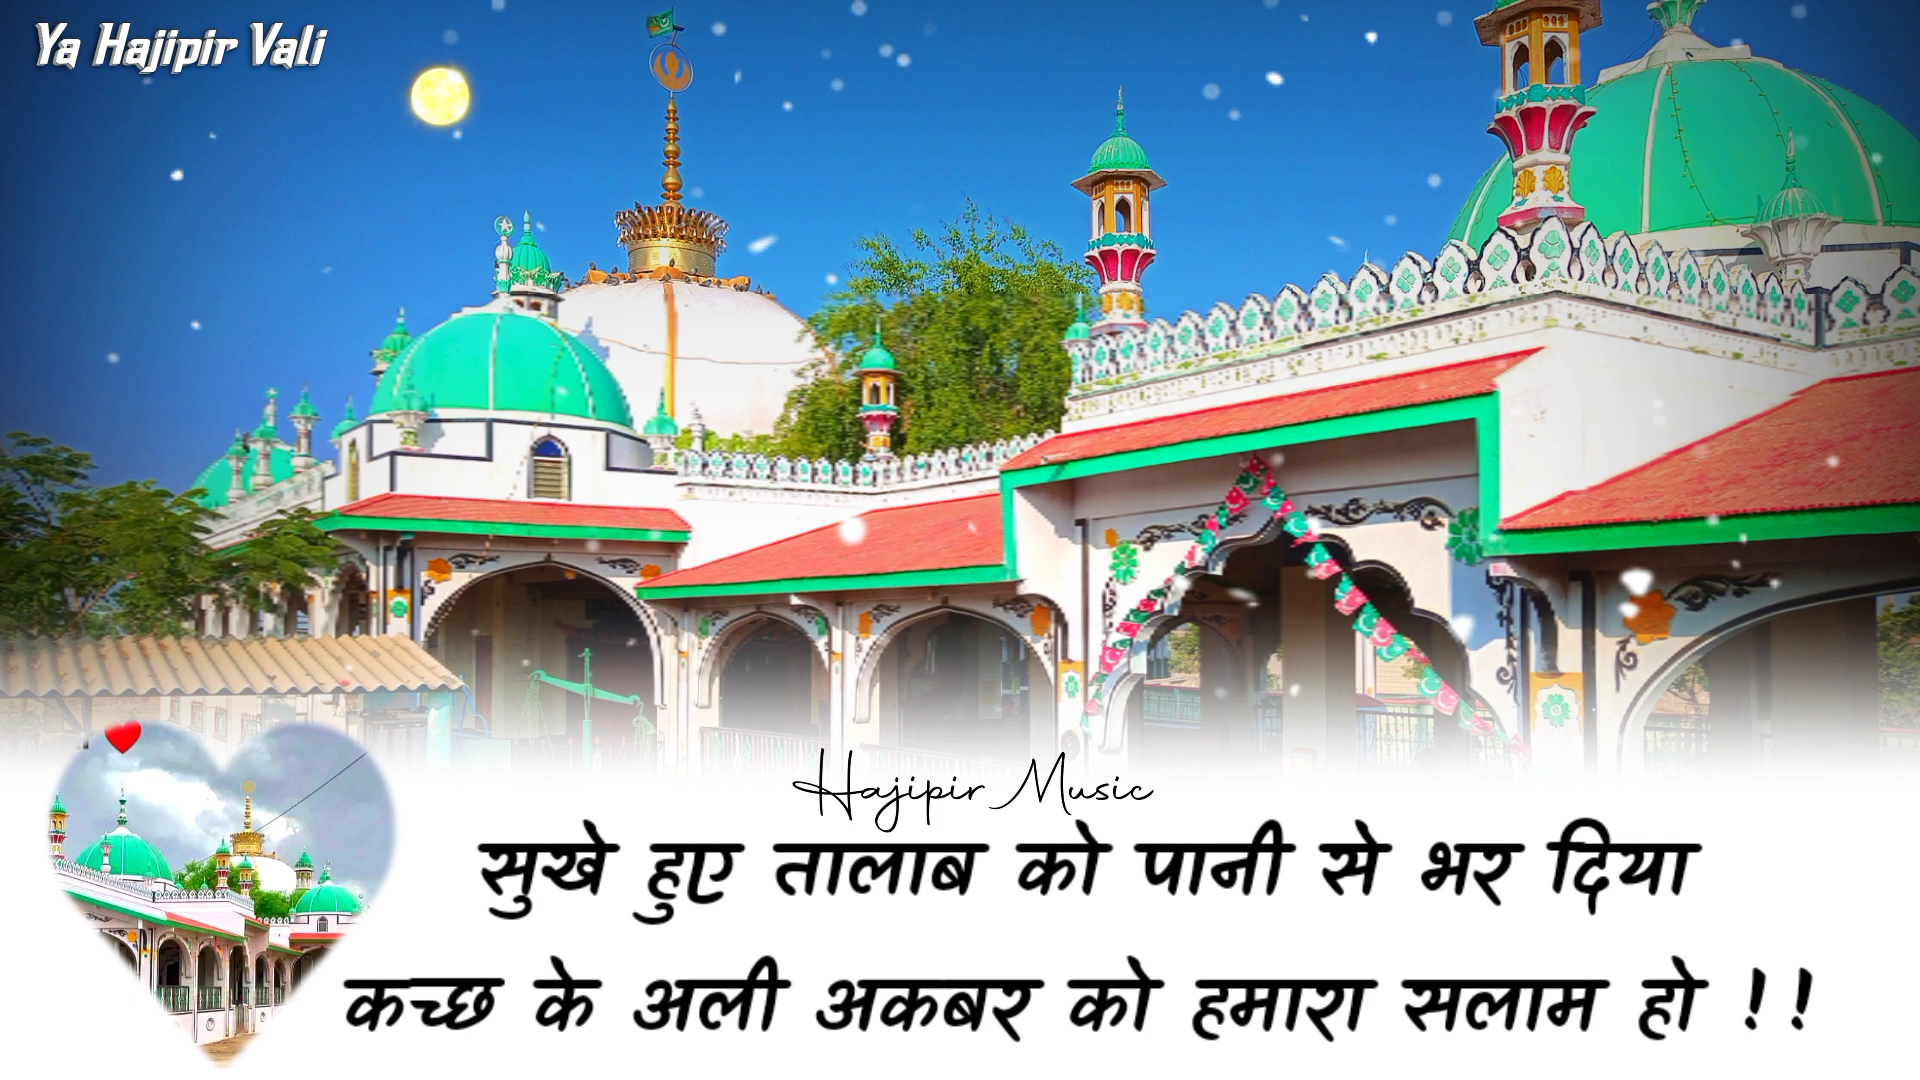 Ya Hajipir Vali
Hajipir Music
सुखे हुए तालाब को पानी से भर दिया
कच्छ के अली अकबर को हमारा सलाम हो !!